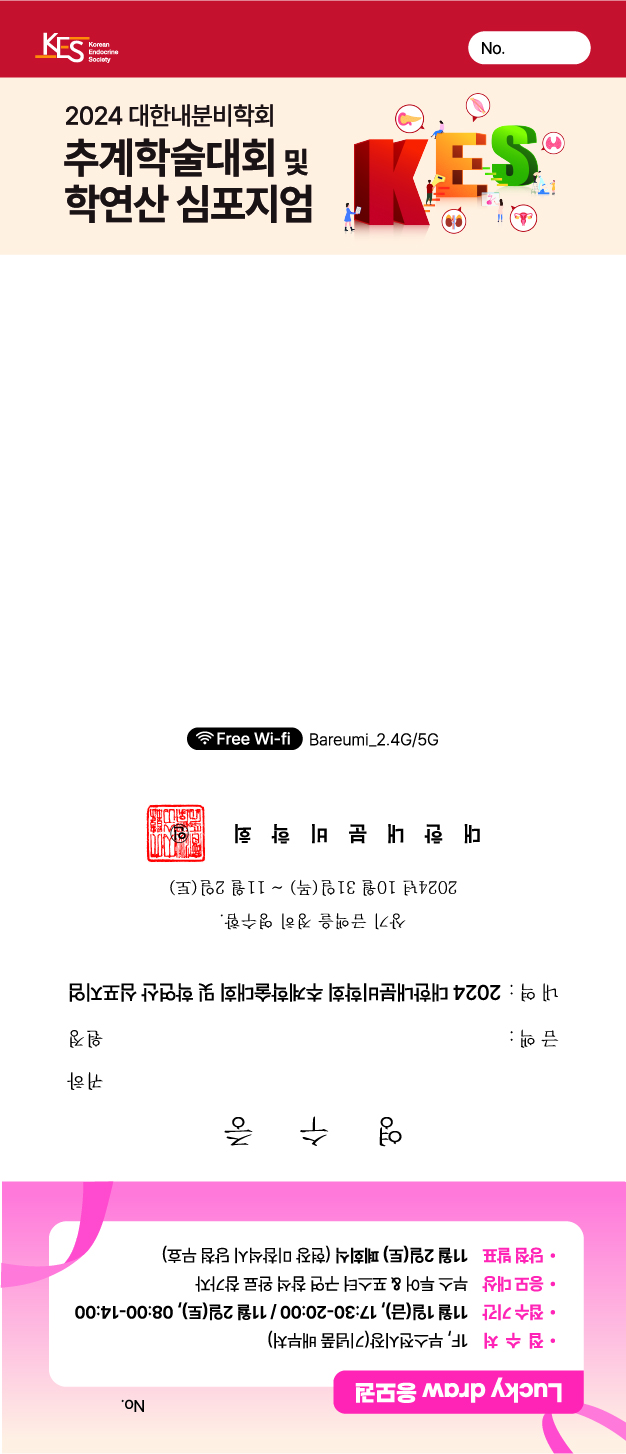 KES
Korean
Endocrine
Society
No.
2024 대한내분비학회
추계학술대회 및
학연산 심포지엄
KES
Free Wi-fi Bareumi_2.4G/5G
Lucky draw 응모권
No.
• 접 수 처 1F, 부스전시장(기념품 배부처)
• 접수 기간 11월 1일(금), 17:30-20:00 / 11월 2일(토), 08:00-14:00
• 응모 대상 부스 투어 & 포스터 구연 참석 완료 참가자
• 당첨 발표 11월 2일(토) 폐회식 (현장 미참석시 당첨 무효)
영 수 증
귀하
금 액 : 원정
내 역 : 2024 대한내분비학회 추계학술대회 및 학연산 심포지엄
상기 금액을 정히 영수함.
2024년 10월 31일(목) ~ 11월 2일(토)
대 한 내 분 비 학 회